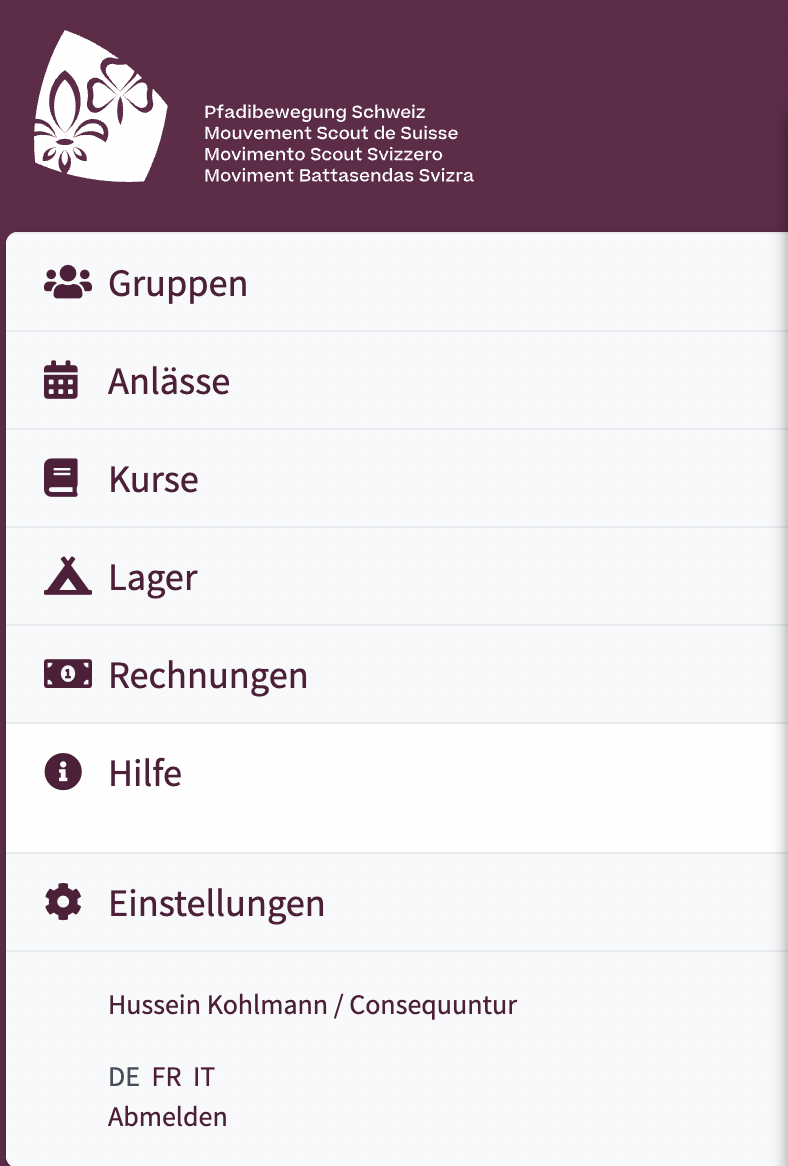 Pfadibewegung Schweiz
Mouvement Scout de Suisse
Movimento Scout Svizzero
Moviment Battasendas Svizra
Gruppen
Anlässe
Kurse
Lager
1 Rechnungen
Hilfe
Einstellungen
Hussein Kohlmann / Consequuntur
DE FR IT
Abmelden